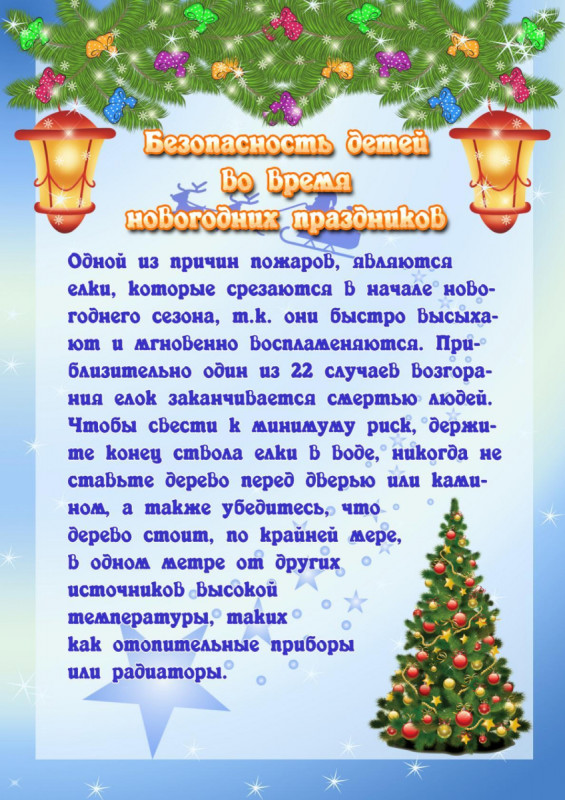 Безопасность детей
во время
новогодних праздников
Одной из причин пожаров, являются
елки, которые срезаются в начале ново-
годнего сезона, т.к. они быстро высыха-
ют и мгновенно воспламеняются. При-
близительно один из 22 случаев возгора-
ния елок заканчивается смертью людей.
Чтобы свести к минимуму риск, держи-
те конец ствола елки в воде, никогда не
ставьте дерево перед дверью или ками-
ном, а также убедитесь, что
дерево стоит, по крайней мере,
в одном метре от других
источников высокой
температуры, таких
как отопительные приборы
или радиаторы.